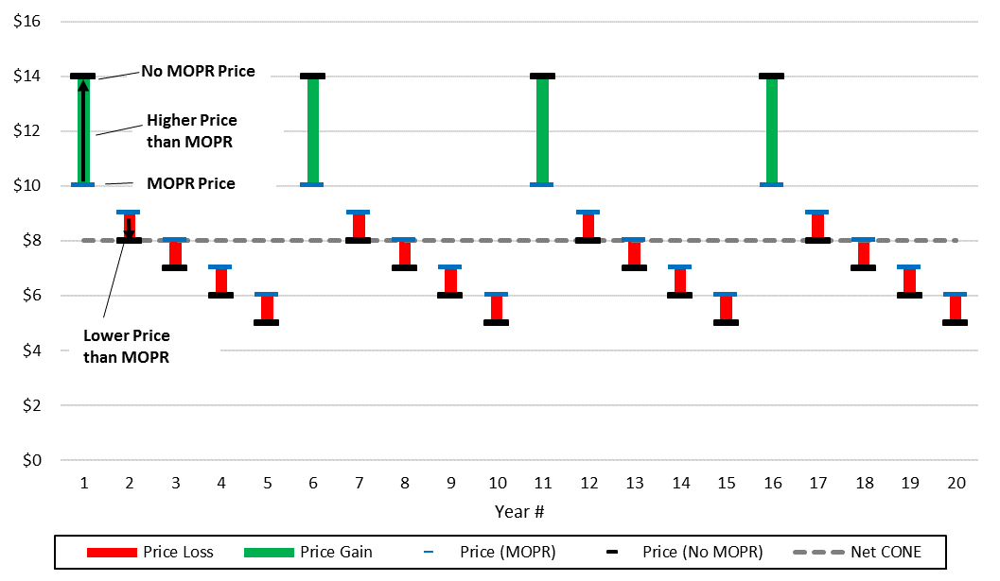 $16
$14
$12
$10
$8
$6
$4
$2
$0
No MOPR Price
Higher Price
than MOPR
MOPR Price
Lower Price
than MOPR
1 2 3 4 5 6 7 8 9 10 11 12 13 14 15 16 17 18 19 20
Year #
Price Loss Price Gain Price (MOPR) Price (No MOPR) Net CONE